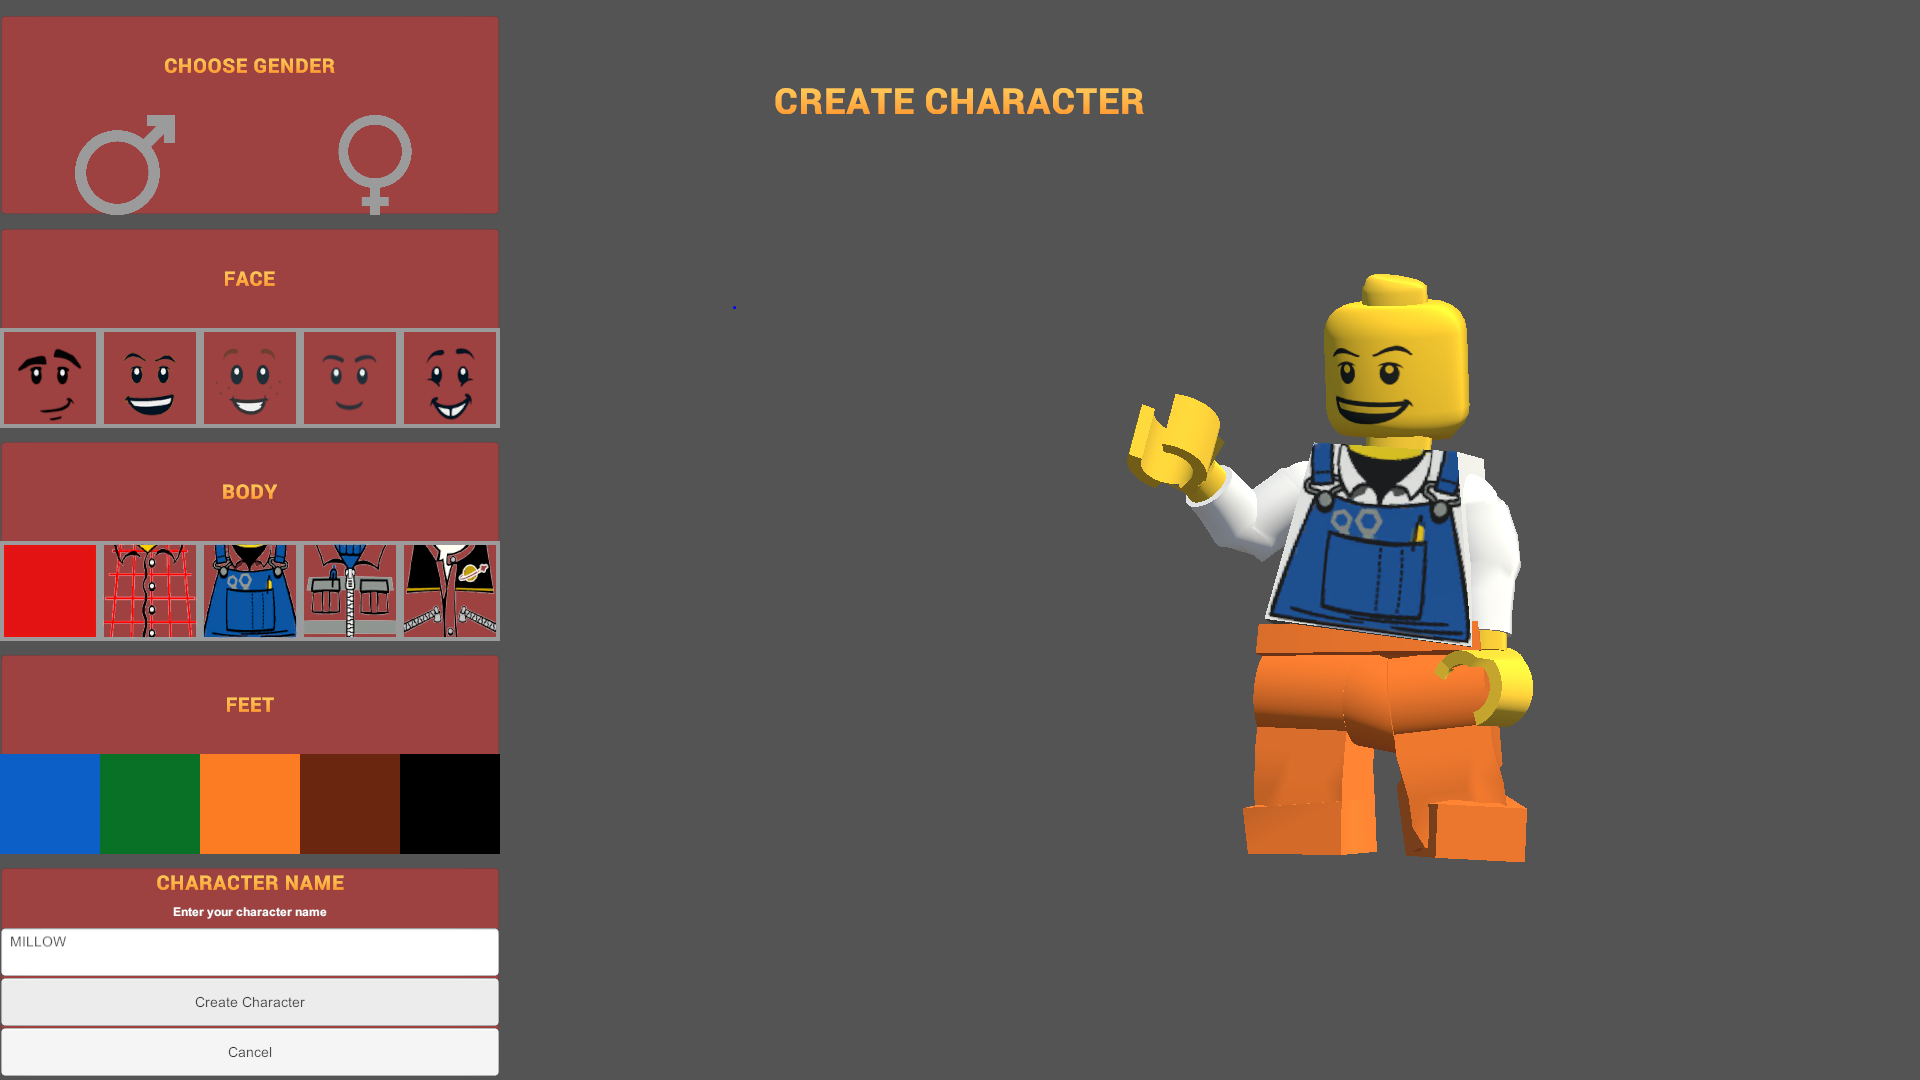 CHOOSE GENDER
CREATE CHARACTER
FACE
BODY
FEET
CHARACTER NAME
Enter your character name
MILLOW
Create Character
Cancel